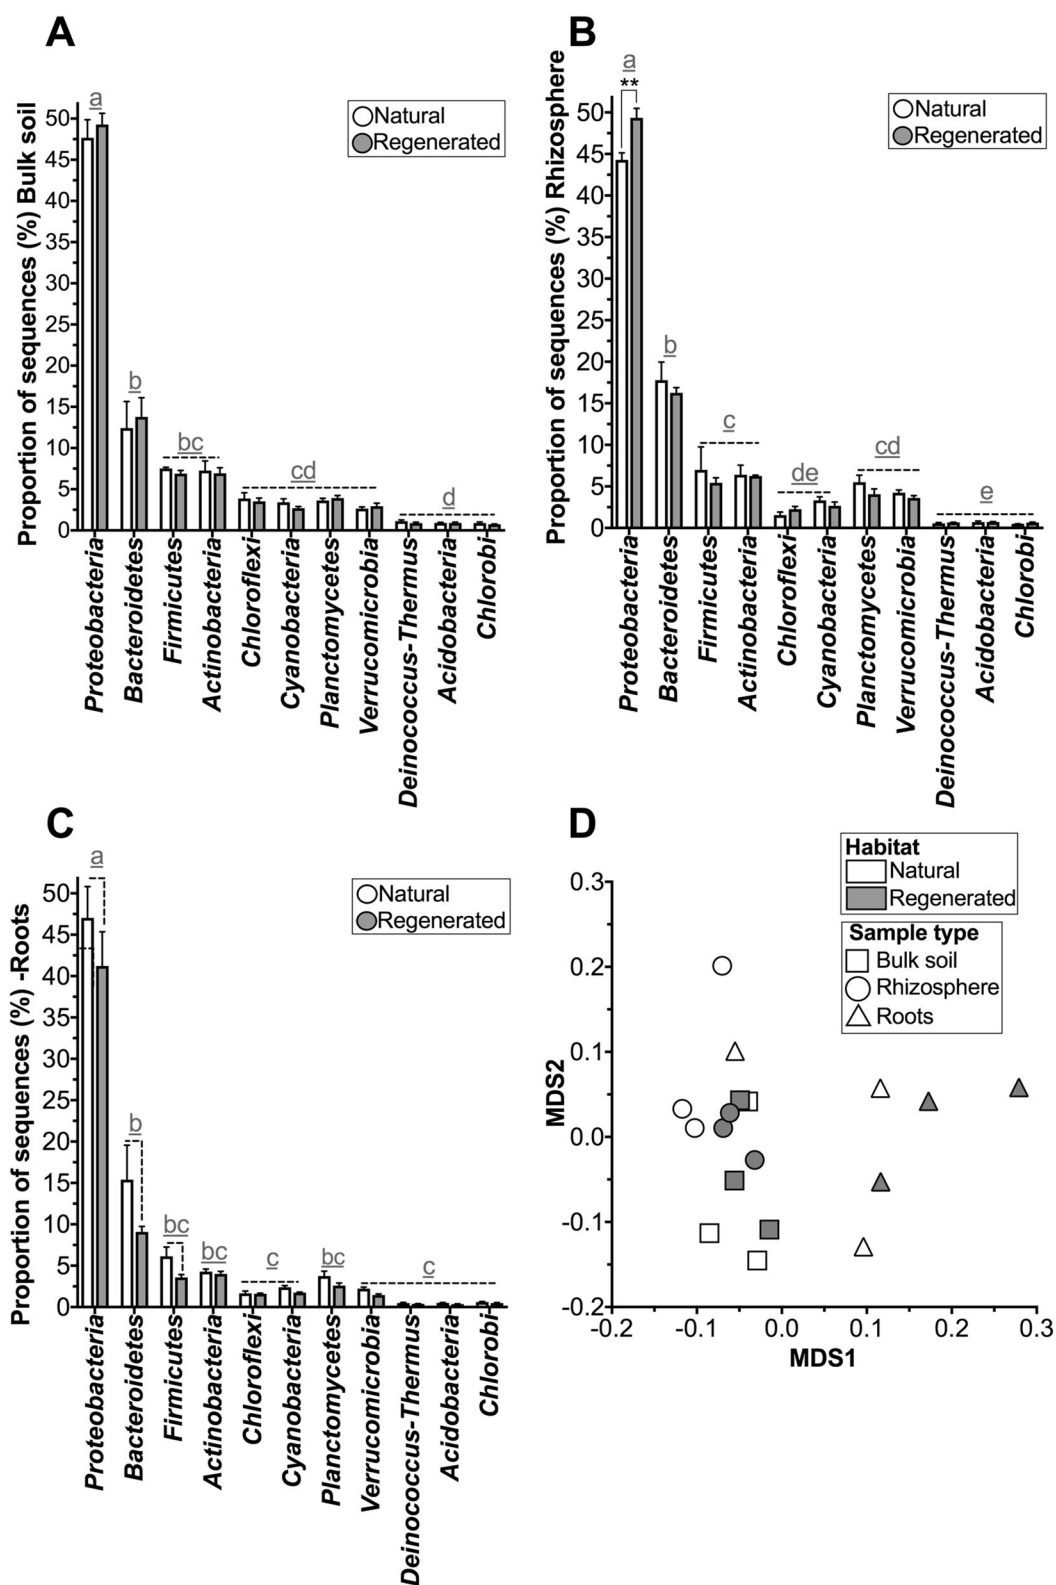 A
Proportion of sequences (%) Bulk soil
50
45
40
35
30
25
20
15
10
5
0
a
b
bc
cd
d
Natural
Regenerated
Proteobacteria
Bacteroidetes
Firmicutes
Actinobacteria
Chloroflexi
Cyanobacteria
Planctomycetes
Verrucomicrobia
Deinococcus-Thermus
Acidobacteria
Chlorobi
B
Proportion of sequences (%) Rhizosphere
50
45
40
35
30
25
20
15
10
5
0
a
**
b
c
de
cd
e
Natural
Regenerated
Proteobacteria
Bacteroidetes
Firmicutes
Actinobacteria
Chloroflexi
Cyanobacteria
Planctomycetes
Verrucomicrobia
Deinococcus-Thermus
Acidobacteria
Chlorobi
C
Proportion of sequences (%) -Roots
50
45
40
35
30
25
20
15
10
5
0
a
b
bc
bc
c
bc
c
Natural
Regenerated
Proteobacteria
Bacteroidetes
Firmicutes
Actinobacteria
Chloroflexi
Cyanobacteria
Planctomycetes
Verrucomicrobia
Deinococcus-Thermus
Acidobacteria
Chlorobi
D
Habitat
Natural
Regenerated
Sample type
Bulk soil
Rhizosphere
Roots
MDS2
0.3
0.2
0.1
0.0
-0.1
-0.2
-0.2 -0.1 0.0 0.1 0.2 0.3
MDS1